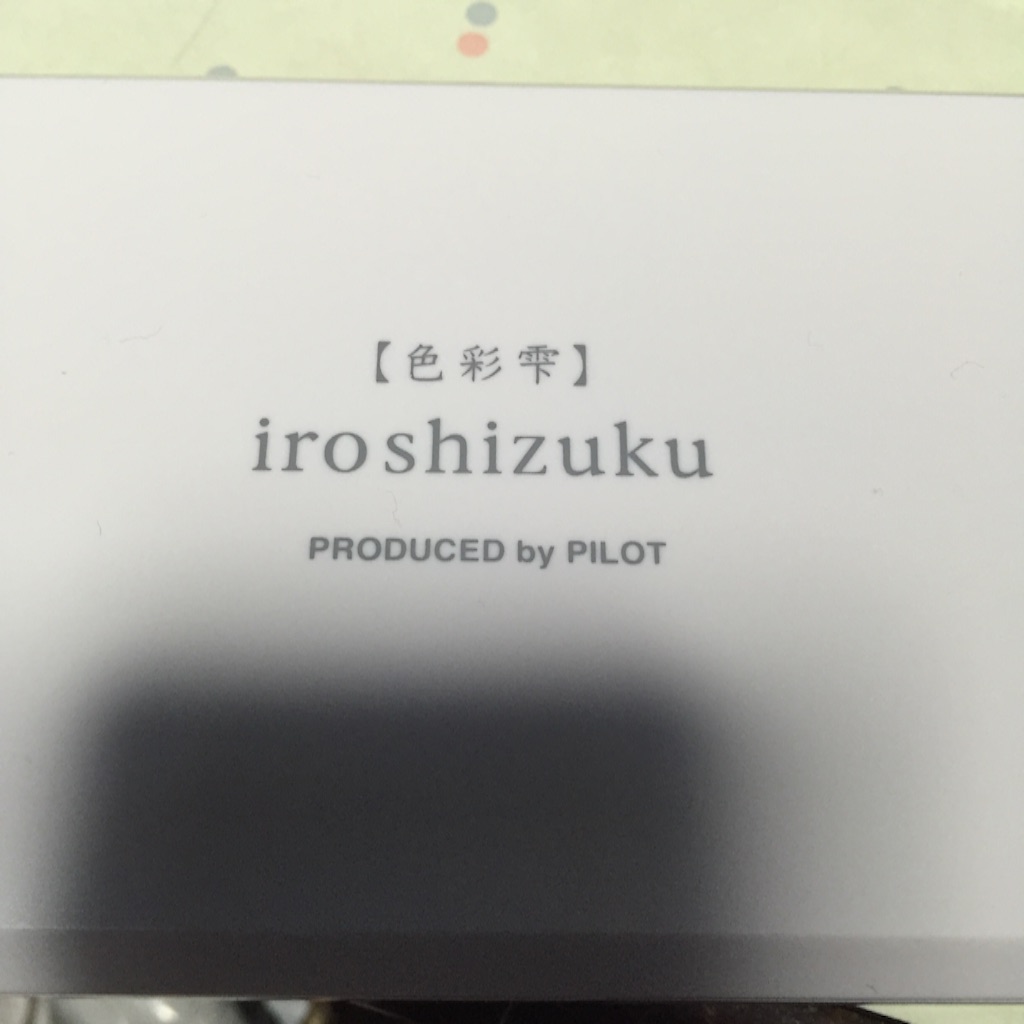 【色彩雫】
iroshizuku
PRODUCED by PILOT